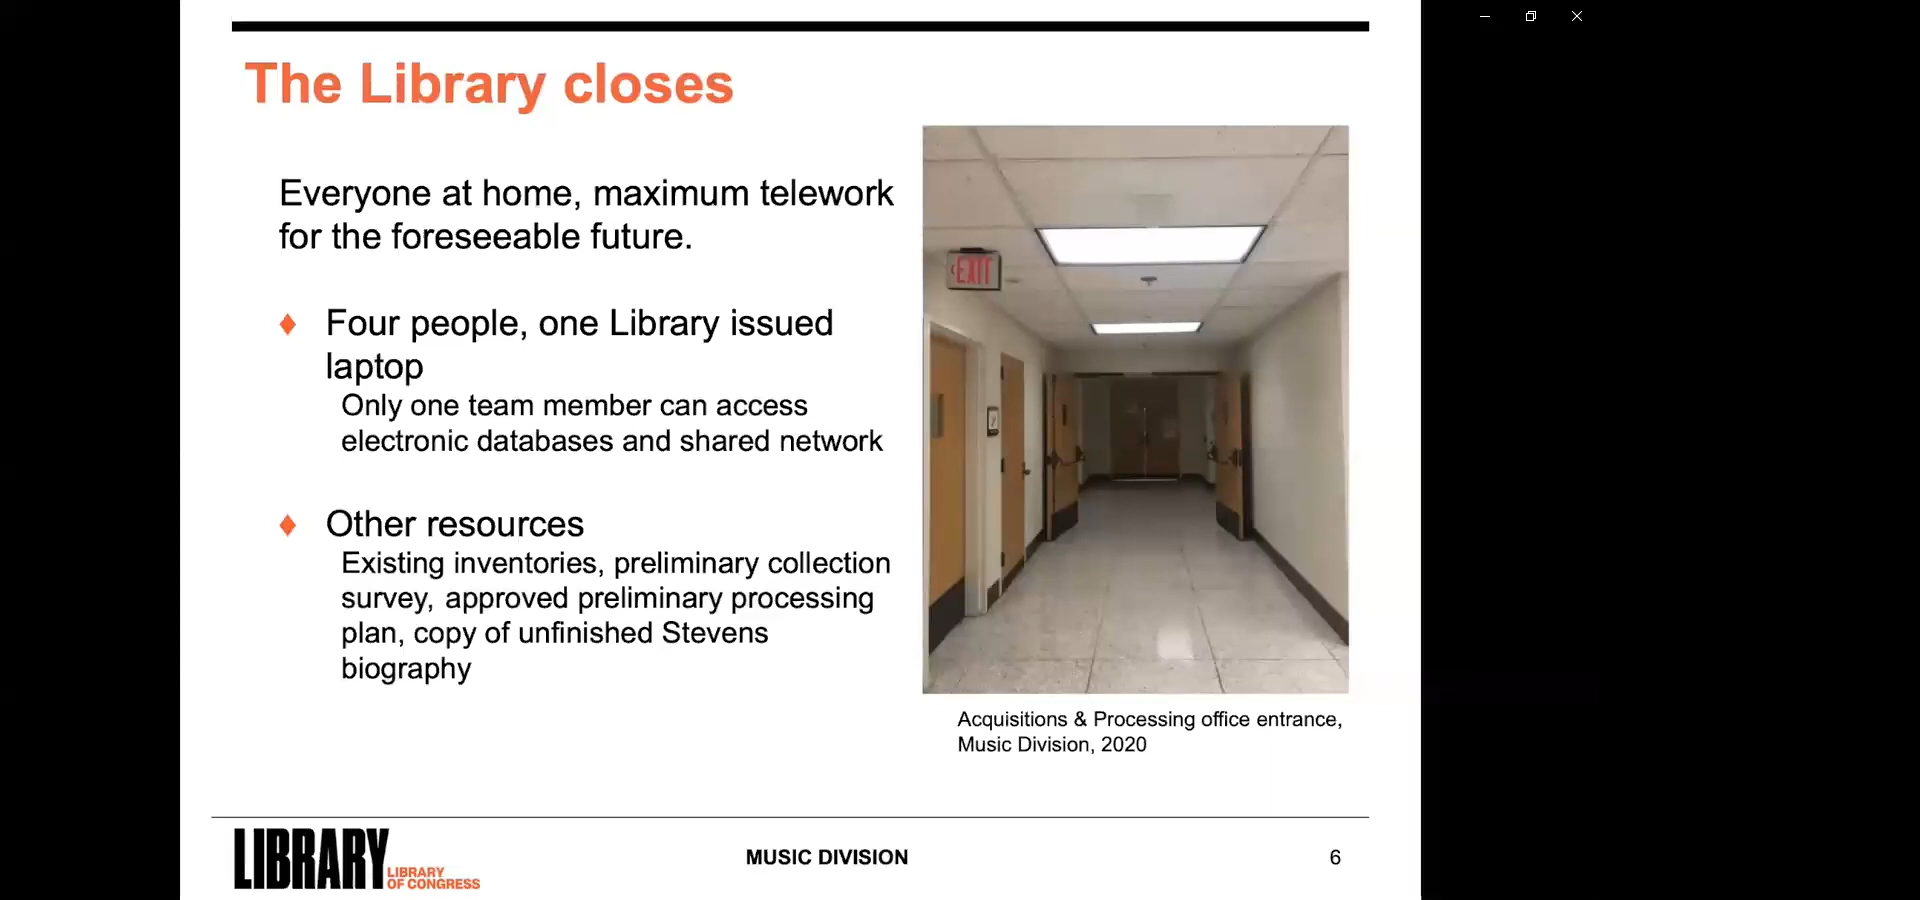 The Library closes
Everyone at home, maximum telework
for the foreseeable future.
♦ Four people, one Library issued
laptop
Only one team member can access
electronic databases and shared network
♦ Other resources
Existing inventories, preliminary collection
survey, approved preliminary processing
plan, copy of unfinished Stevens
biography
EXIT
Acquisitions & Processing office entrance,
Music Division, 2020
LIBRARY
LIBRARY
OF CONGRESS
MUSIC DIVISION
6